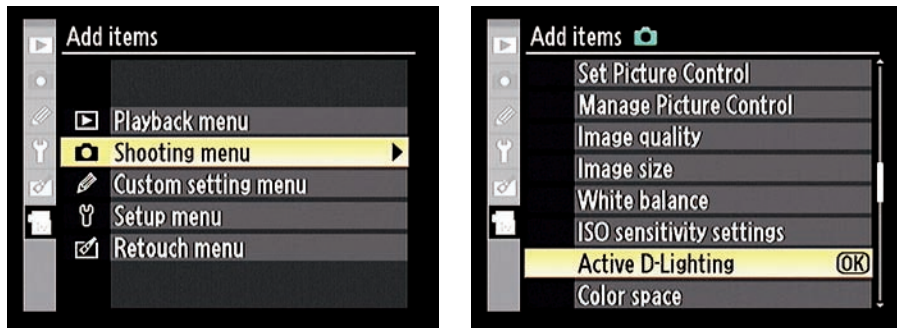 Add items
Playback menu
Shooting menu
Custom setting menu
Setup menu
Retouch menu
Add items
Set Picture Control
Manage Picture Control
Image quality
Image size
White balance
ISO sensitivity settings
Active D-Lighting OK
Color space